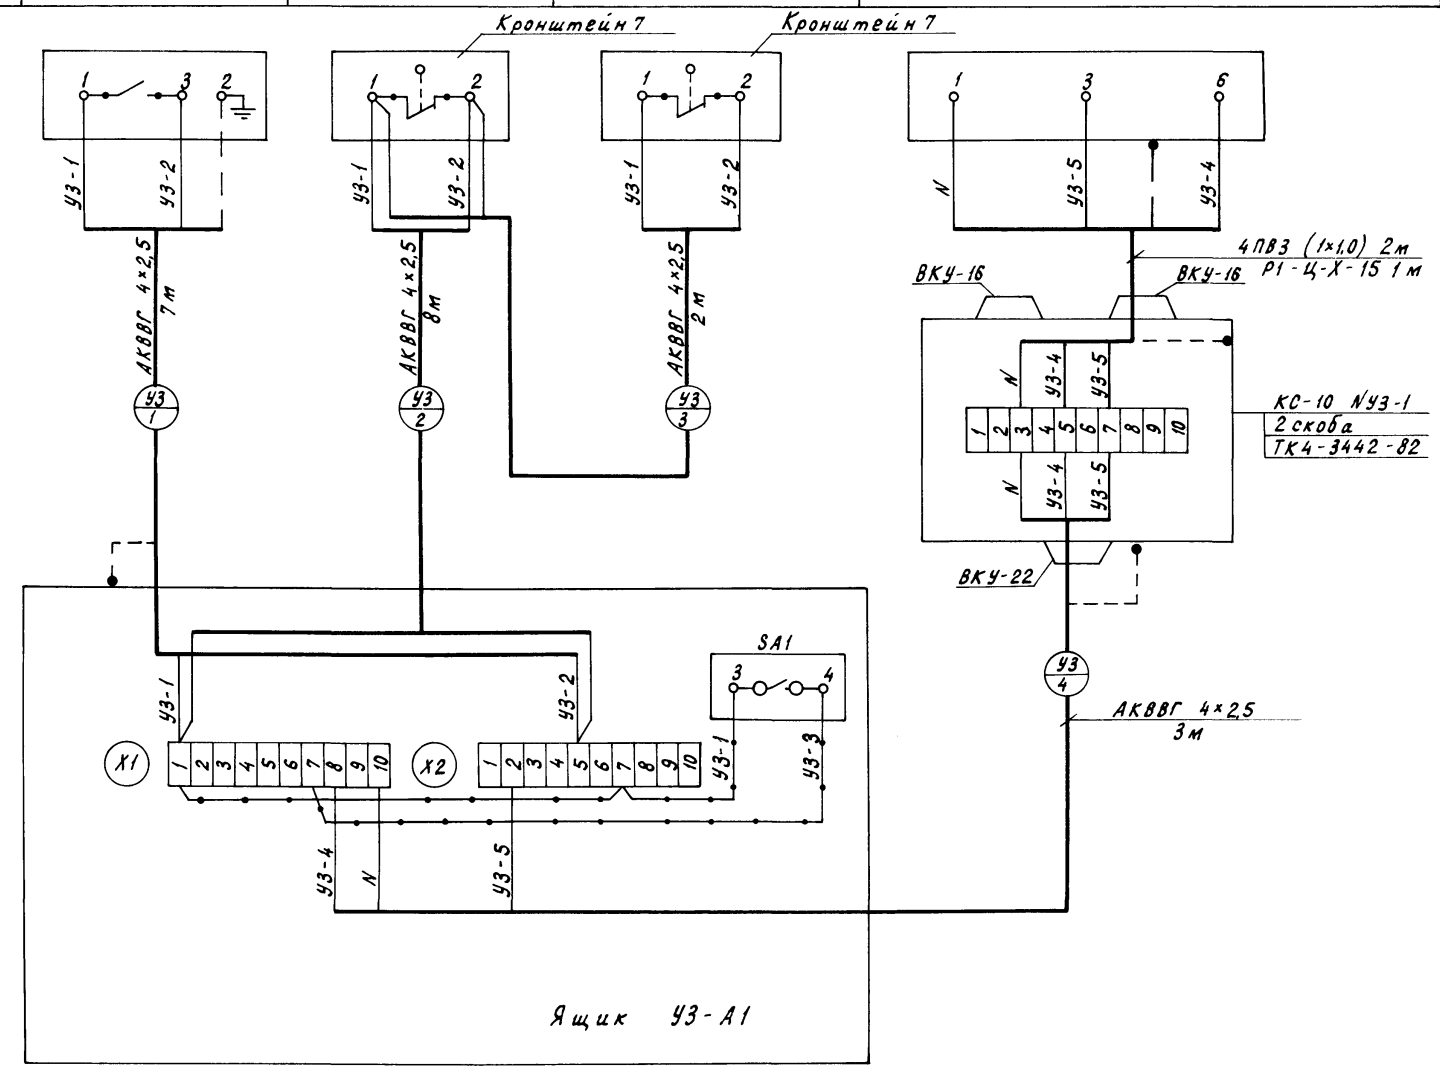 Кронштейн 7
Кронштейн 7
1 3 2
1 2
1 2
1 3 6
УЗ-1
УЗ-2
УЗ-1
УЗ-2
УЗ-1
УЗ-2
N
УЗ-5
УЗ-4
АКВВГ 4×2,5
7м
АКВВГ 4×2,5
8м
АКВВГ 4×2,5
2м
4ПВЗ (1×1,0) 2м
Р1-Ц-Х-15 1м
ВКУ-16
ВКУ-16
УЗ
1
УЗ
2
УЗ
3
N
УЗ-4
УЗ-5
1 2 3 4 5 6 7 8 9 10
N
УЗ-4
УЗ-5
КС-10 NУЗ-1
2 скоба
ТК4-3442-82
ВКУ-22
УЗ
4
АКВВГ 4×2,5
3м
SA1
3 4
УЗ-1
УЗ-2
УЗ-1
УЗ-3
X1
1 2 3 4 5 6 7 8 9 10
X2
1 2 3 4 5 6 7 8 9 10
УЗ-4
N
УЗ-5
Ящик УЗ-А1